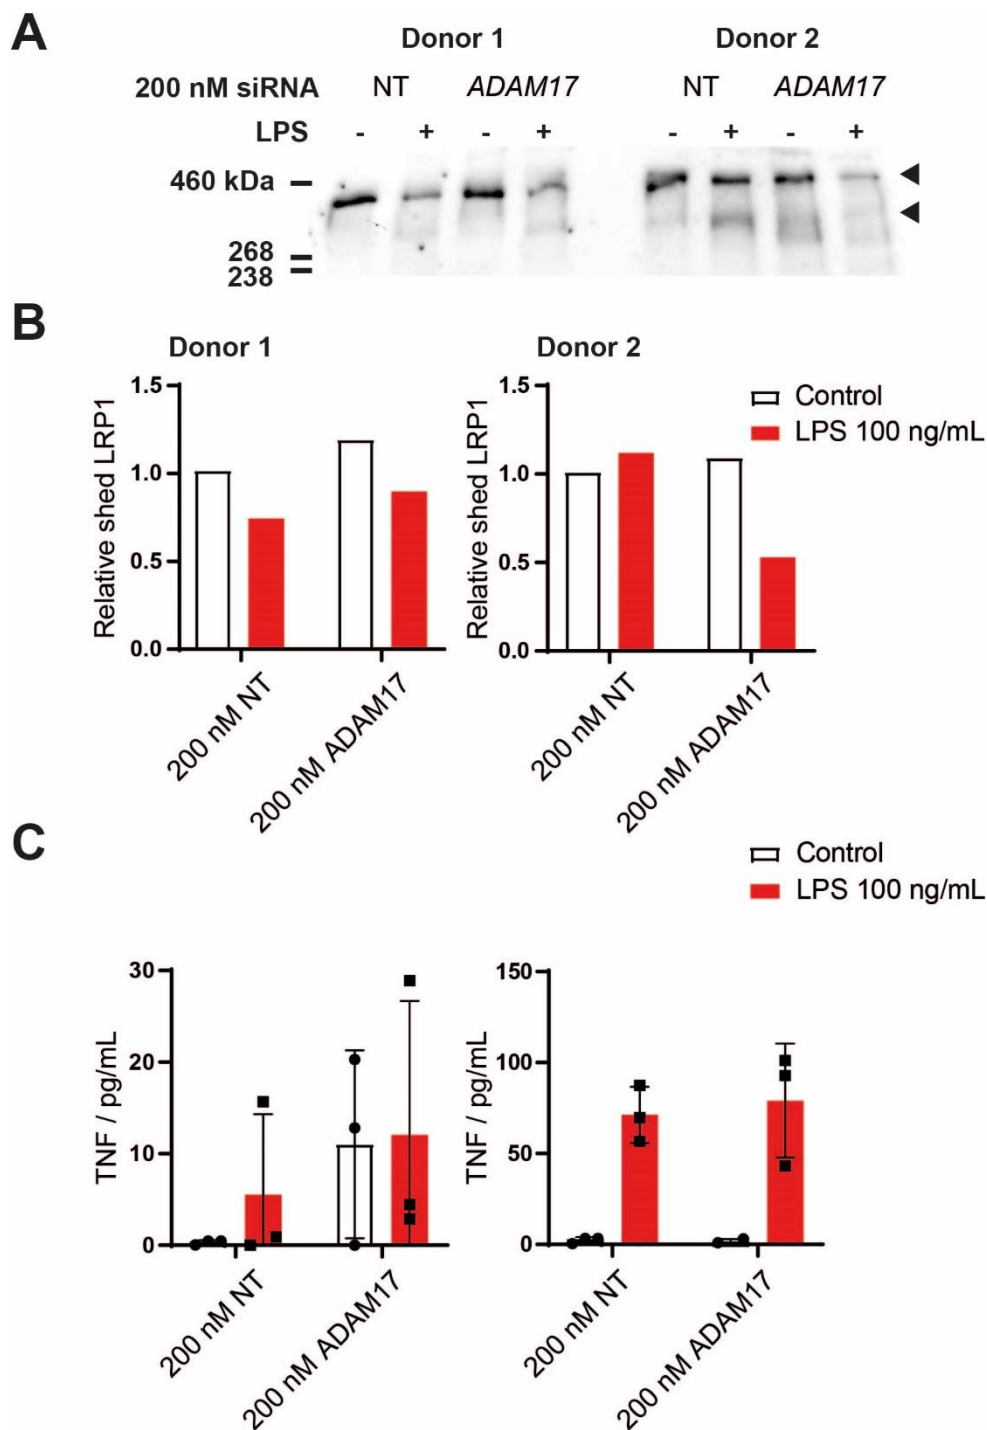 A
Donor 1 Donor 2
200 nM siRNA NT ADAM17 NT ADAM17
LPS - + - + - + - +
460 kDa
268
238
B
Donor 1 Donor 2
Relative shed LRP1
1.5
1.0
0.5
0.0
200 nM NT
200 nM ADAM17
Relative shed LRP1
1.5
1.0
0.5
0.0
200 nM NT
200 nM ADAM17
Control
LPS 100 ng/mL
C
Control
LPS 100 ng/mL
TNF / pg/mL
30
20
10
0
200 nM NT
200 nM ADAM17
TNF / pg/mL
150
100
50
0
200 nM NT
200 nM ADAM17